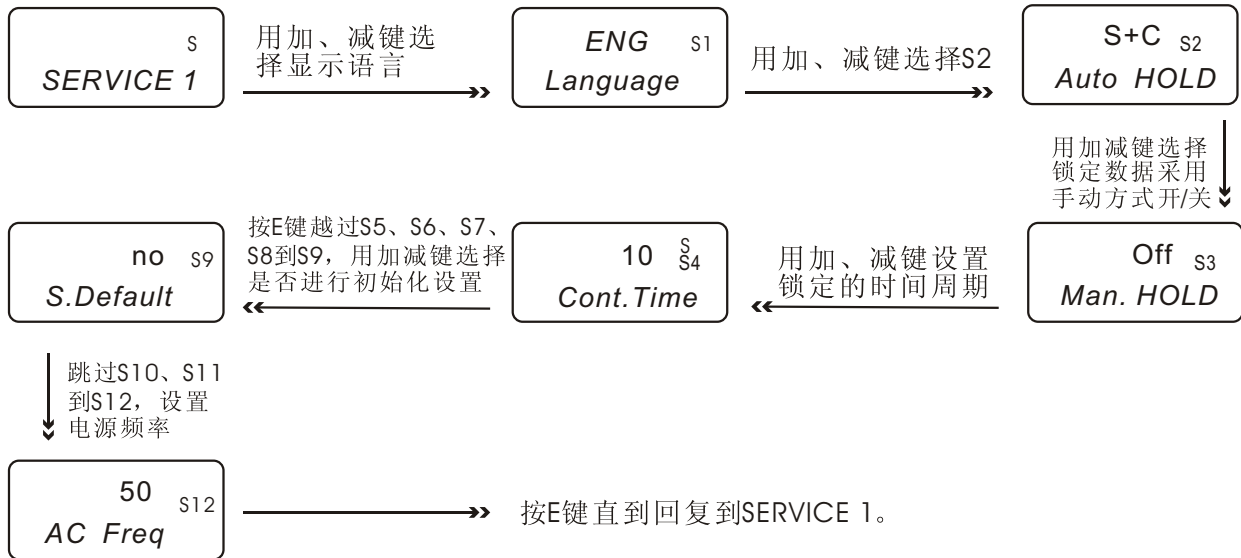 S
SERVICE 1
用加、减键选
择显示语言
ENG S1
Language
用加、减键选择S2
S+C S2
Auto HOLD
用加减键选择
锁定数据采用
手动方式开/关
Off S3
Man. HOLD
用加、减键设置
锁定的时间周期
10 S
S4
Cont.Time
按E键越过S5、S6、S7、
S8到S9，用加减键选择
是否进行初始化设置
no S9
S.Default
跳过S10、S11
到S12，设置
电源频率
50 S12
AC Freq
按E键直到回复到SERVICE 1。